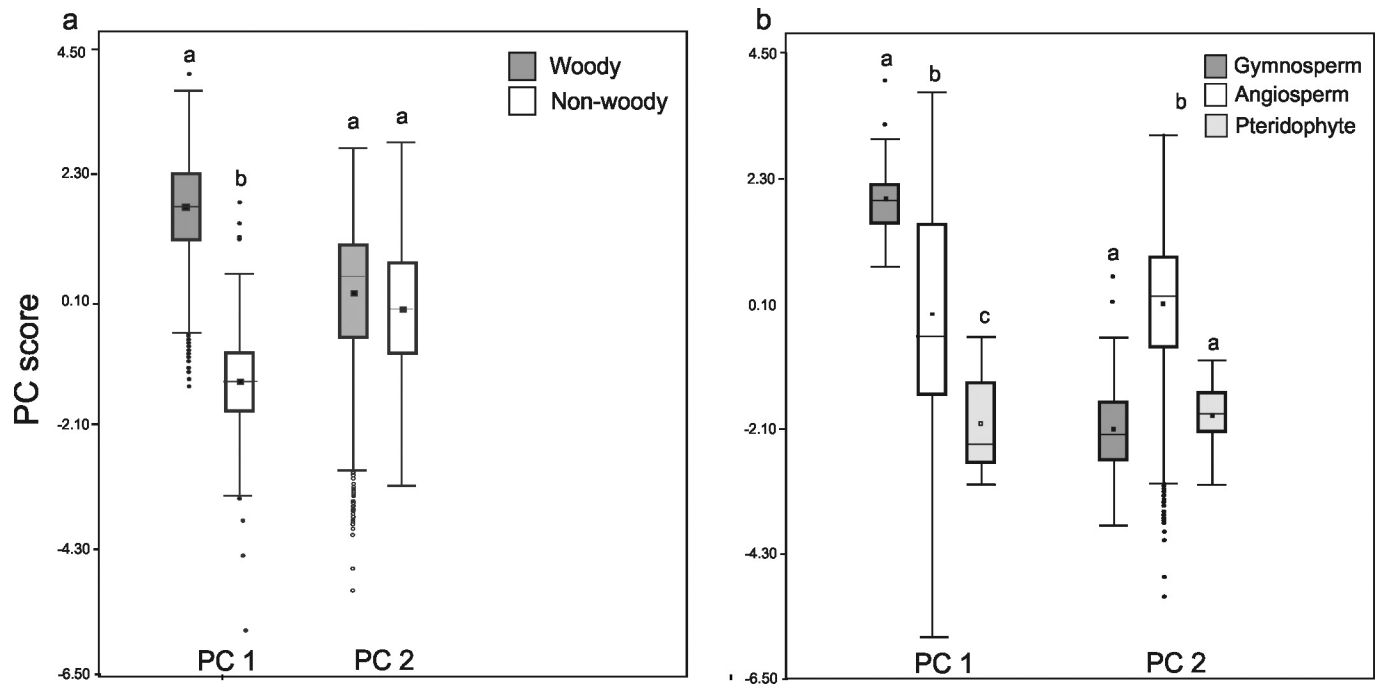 a
4.50
2.30
0.10
-2.10
-4.30
-6.50
PC score
a
b
a
a
Woody
Non-woody
PC 1
PC 2
b
4.50
2.30
0.10
-2.10
-4.30
-6.50
a
b
c
a
b
a
Gymnosperm
Angiosperm
Pteridophyte
PC 1
PC 2